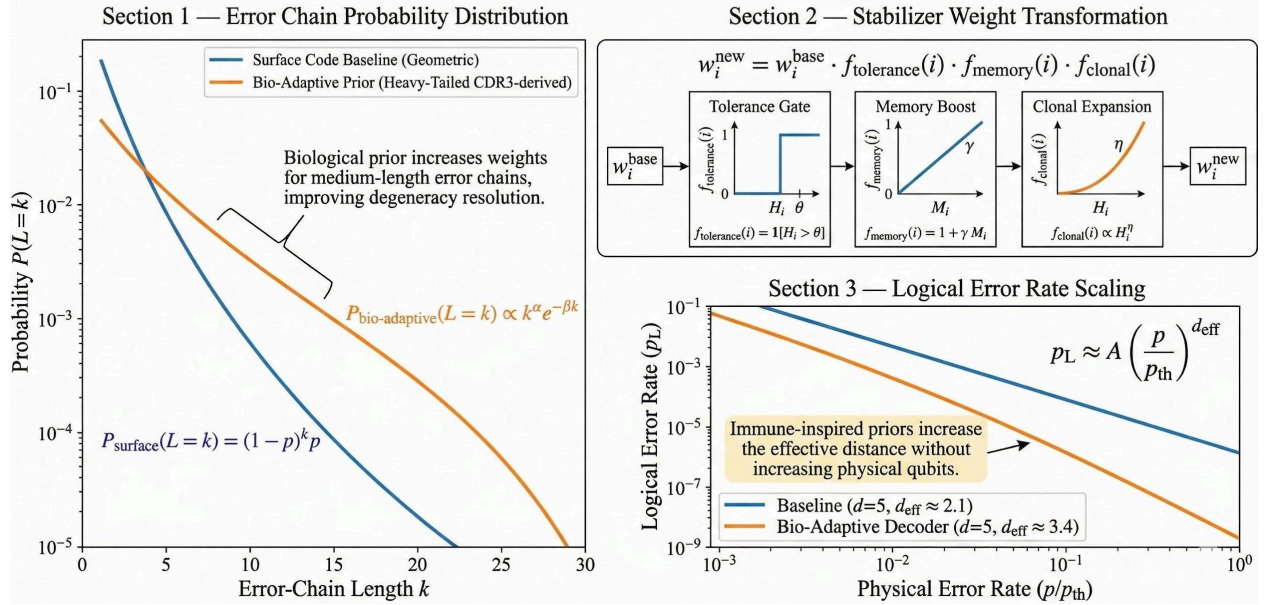 Section 1 — Error Chain Probability Distribution
Probability P(L = k)
10⁻¹
10⁻²
10⁻³
10⁻⁴
10⁻⁵
Surface Code Baseline (Geometric)
Bio-Adaptive Prior (Heavy-Tailed CDR3-derived)
Biological prior increases weights
for medium-length error chains,
improving degeneracy resolution.
P_bio-adaptive(L = k) ∝ k^α e^{−βk}
P_surface(L = k) = (1 − p)^k p
0 5 10 15 20 25 30
Error-Chain Length k
Section 2 — Stabilizer Weight Transformation
w_i^new = w_i^base · f_tolerance(i) · f_memory(i) · f_clonal(i)
w_i^base
Tolerance Gate
f_tolerance(i)
1
0
H_i θ
f_tolerance(i) = 1[H_i > θ]
Memory Boost
f_memory(i)
1
0
γ
M_i
f_memory(i) = 1 + γ M_i
Clonal Expansion
f_clonal(i)
1
0
η
H_i
f_clonal(i) ∝ H_i^η
w_i^new
Section 3 — Logical Error Rate Scaling
Logical Error Rate (p_L)
10⁻¹
10⁻³
10⁻⁵
10⁻⁷
10⁻⁹
p_L ≈ A (p/p_th)^{d_eff}
Immune-inspired priors increase
the effective distance without
increasing physical qubits.
Baseline (d=5, d_eff ≈ 2.1)
Bio-Adaptive Decoder (d=5, d_eff ≈ 3.4)
10⁻³ 10⁻² 10⁻¹ 10⁰
Physical Error Rate (p/p_th)